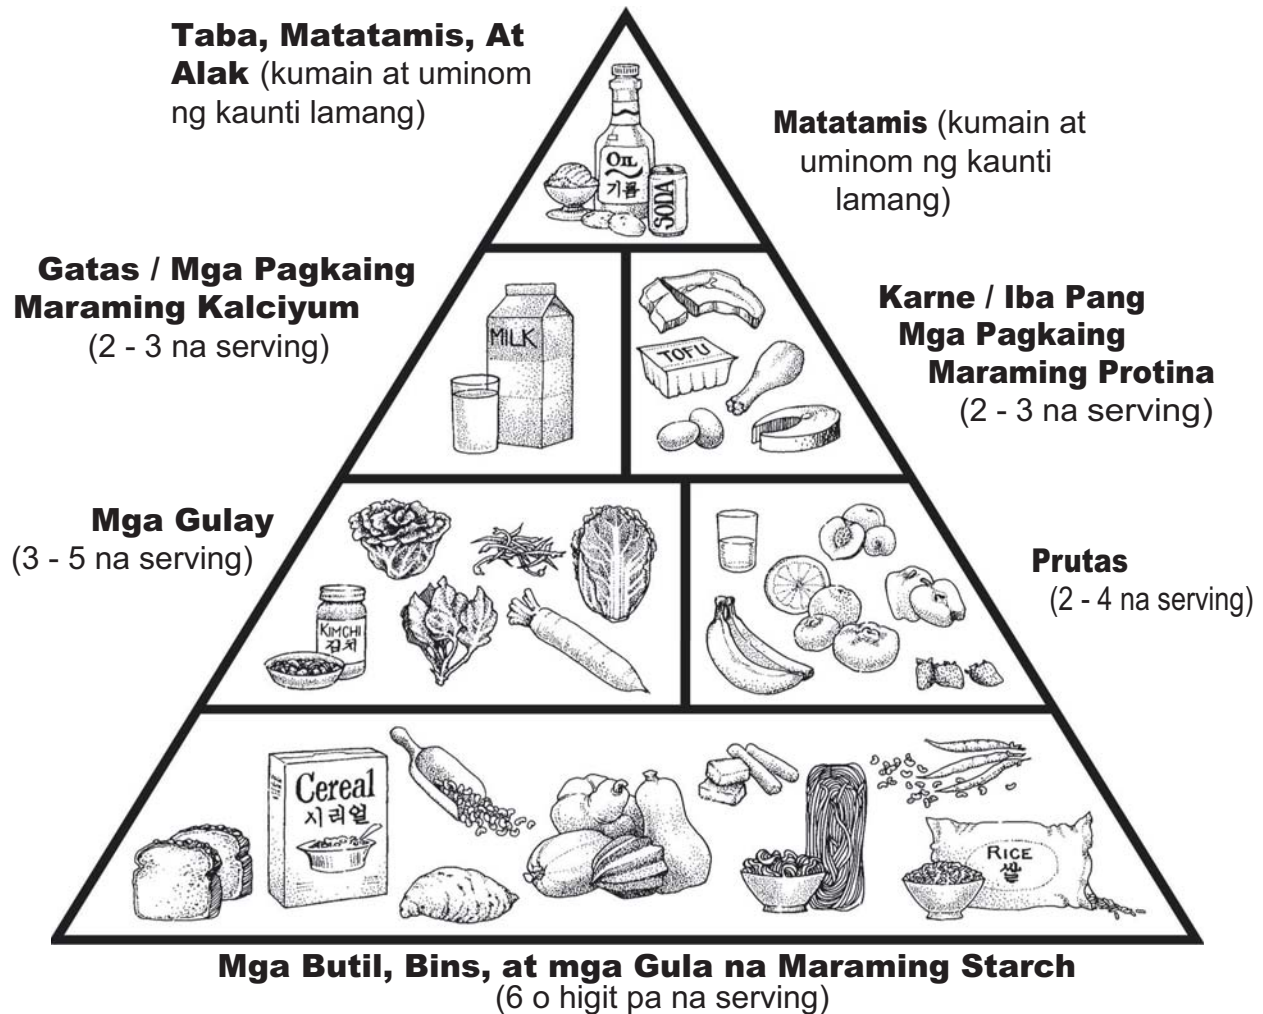 Taba, Matatamis, At
Alak (kumain at uminom
ng kaunti lamang)
Matatamis (kumain at
uminom ng kaunti
lamang)
OIL
기름
SODA
Gatas / Mga Pagkaing
Maraming Kalciyum
(2 - 3 na serving)
MILK
TOFU
Karne / Iba Pang
Mga Pagkaing
Maraming Protina
(2 - 3 na serving)
Mga Gulay
(3 - 5 na serving)
KIMCHI
김치
Prutas
(2 - 4 na serving)
Cereal
시리얼
RICE
쌀
Mga Butil, Bins, at mga Gula na Maraming Starch
(6 o higit pa na serving)